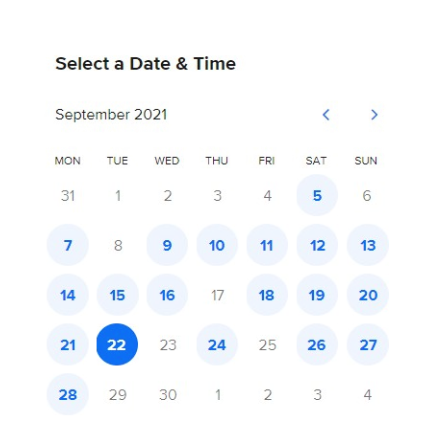 Select a Date & Time
September 2021
MON TUE WED THU FRI SAT SUN
31 1 2 3 4 5 6
7 8 9 10 11 12 13
14 15 16 17 18 19 20
21 22 23 24 25 26 27
28 29 30 1 2 3 4